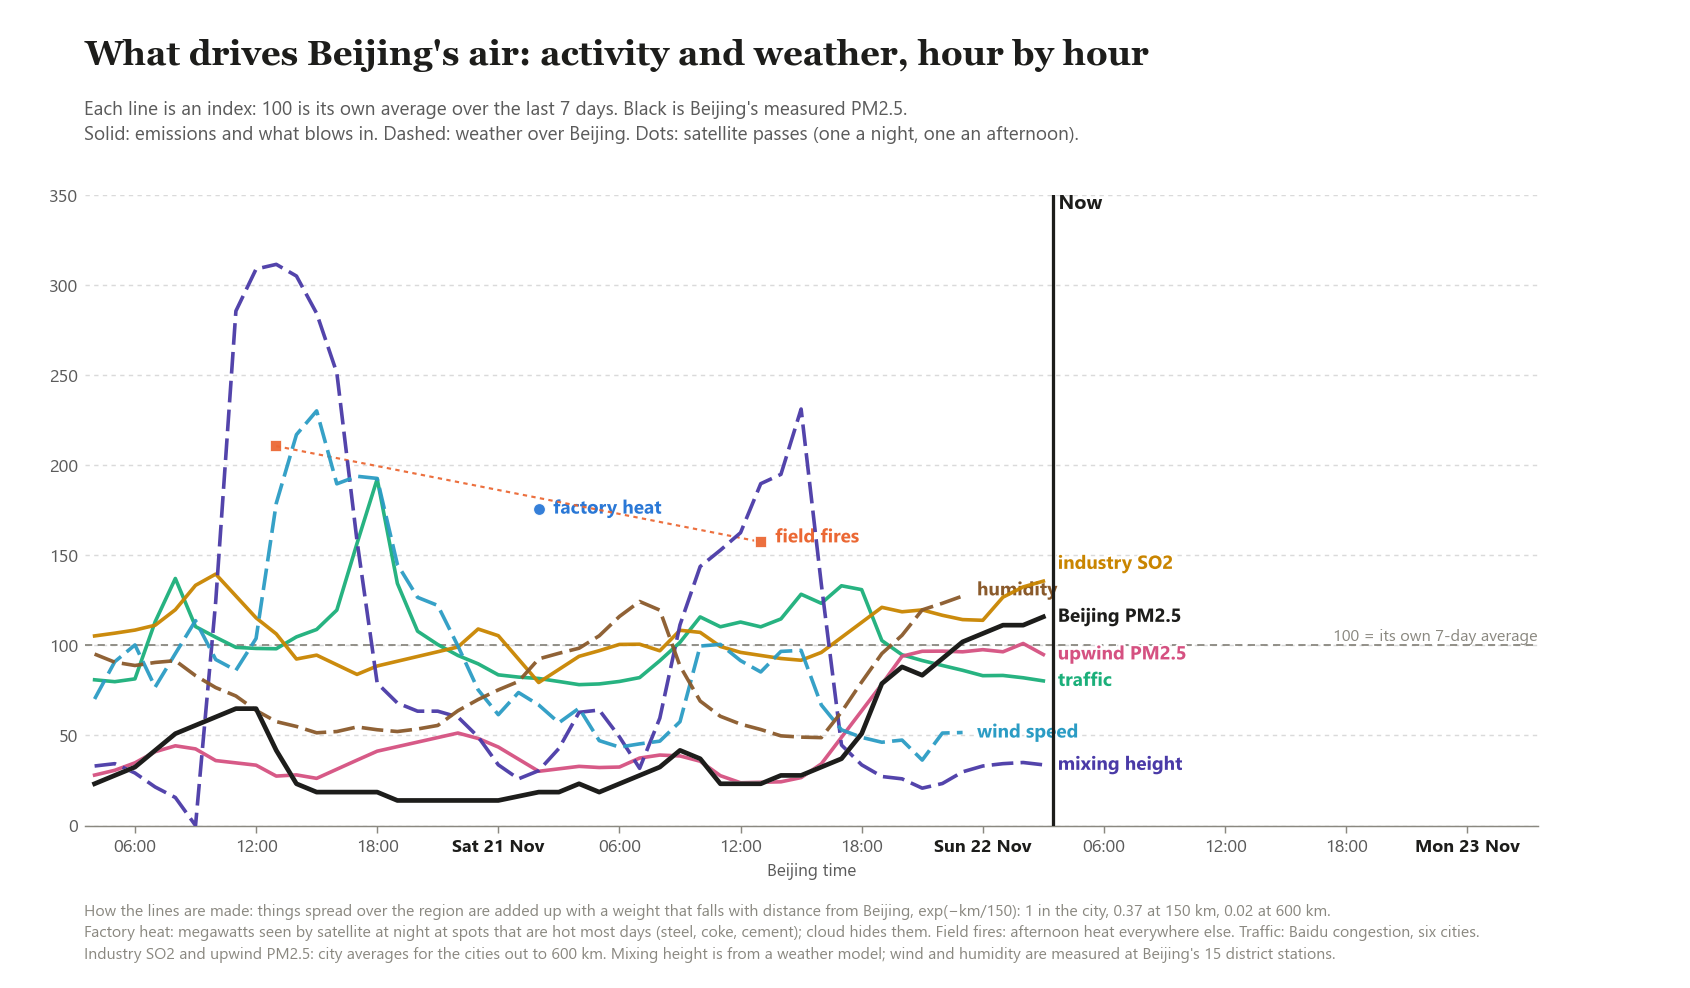 What drives Beijing's air: activity and weather, hour by hour
Each line is an index: 100 is its own average over the last 7 days. Black is Beijing's measured PM2.5.
Solid: emissions and what blows in. Dashed: weather over Beijing. Dots: satellite passes (one a night, one an afternoon).
350
Now
300
250
200
factory heat
field fires
150
industry SO2
humidity
Beijing PM2.5
100 = its own 7-day average
100
upwind PM2.5
traffic
50
wind speed
mixing height
0
06:00 12:00 18:00 Sat 21 Nov 06:00 12:00 18:00 Sun 22 Nov 06:00 12:00 18:00 Mon 23 Nov
Beijing time
How the lines are made: things spread over the region are added up with a weight that falls with distance from Beijing, exp(−km/150): 1 in the city, 0.37 at 150 km, 0.02 at 600 km.
Factory heat: megawatts seen by satellite at night at spots that are hot most days (steel, coke, cement); cloud hides them. Field fires: afternoon heat everywhere else. Traffic: Baidu congestion, six cities.
Industry SO2 and upwind PM2.5: city averages for the cities out to 600 km. Mixing height is from a weather model; wind and humidity are measured at Beijing's 15 district stations.